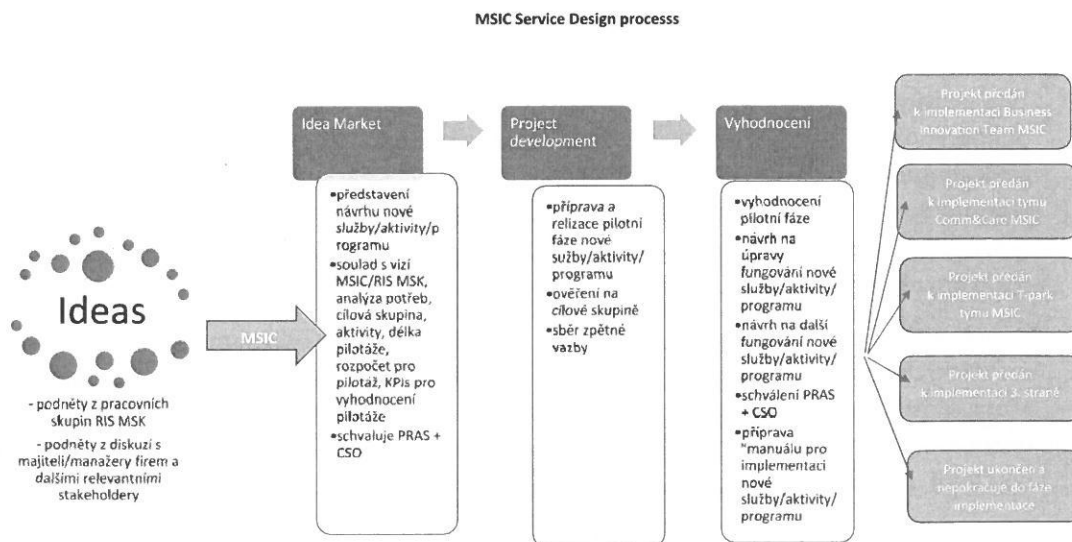 MSIC Service Design processs
Ideas
- podněty z pracovních
skupin RIS MSK
- podněty z diskuzí s
majiteli/manažery firem a
dalšími relevantními
stakeholdery
MSIC
Idea Market
•představení
návrhu nové
služby/aktivity/p
rogramu
•soulad s vizí
MSIC/RIS MSK,
analýza potřeb,
cílová skupina,
aktivity, délka
pilotáže,
rozpočet pro
pilotáž, KPIs pro
vyhodnocení
pilotáže
•schvaluje PRAS +
CSO
Project
development
•příprava a
relizace pilotní
fáze nové
sužby/aktivity/
programu
•ověření na
cílové skupině
•sběr zpětné
vazby
Vyhodnocení
•vyhodnocení
pilotní fáze
•návrh na
úpravy
fungování nové
služby/aktivity/
programu
•návrh na další
fungování nové
služby/aktivity/
programu
•schválení PRAS
+ CSO
•příprava
"manuálu pro
implementaci
nové
služby/aktivity/
programu
Projekt předán
k implementaci Business
Innovation Team MSIC
Projekt předán
k implementaci tymu
Comm&Care MSIC
Projekt předán
k implementaci T-park
tymu MSIC
Projekt předán
k implementaci 3. straně
Projekt ukončen a
nepokračuje do fáze
implementace